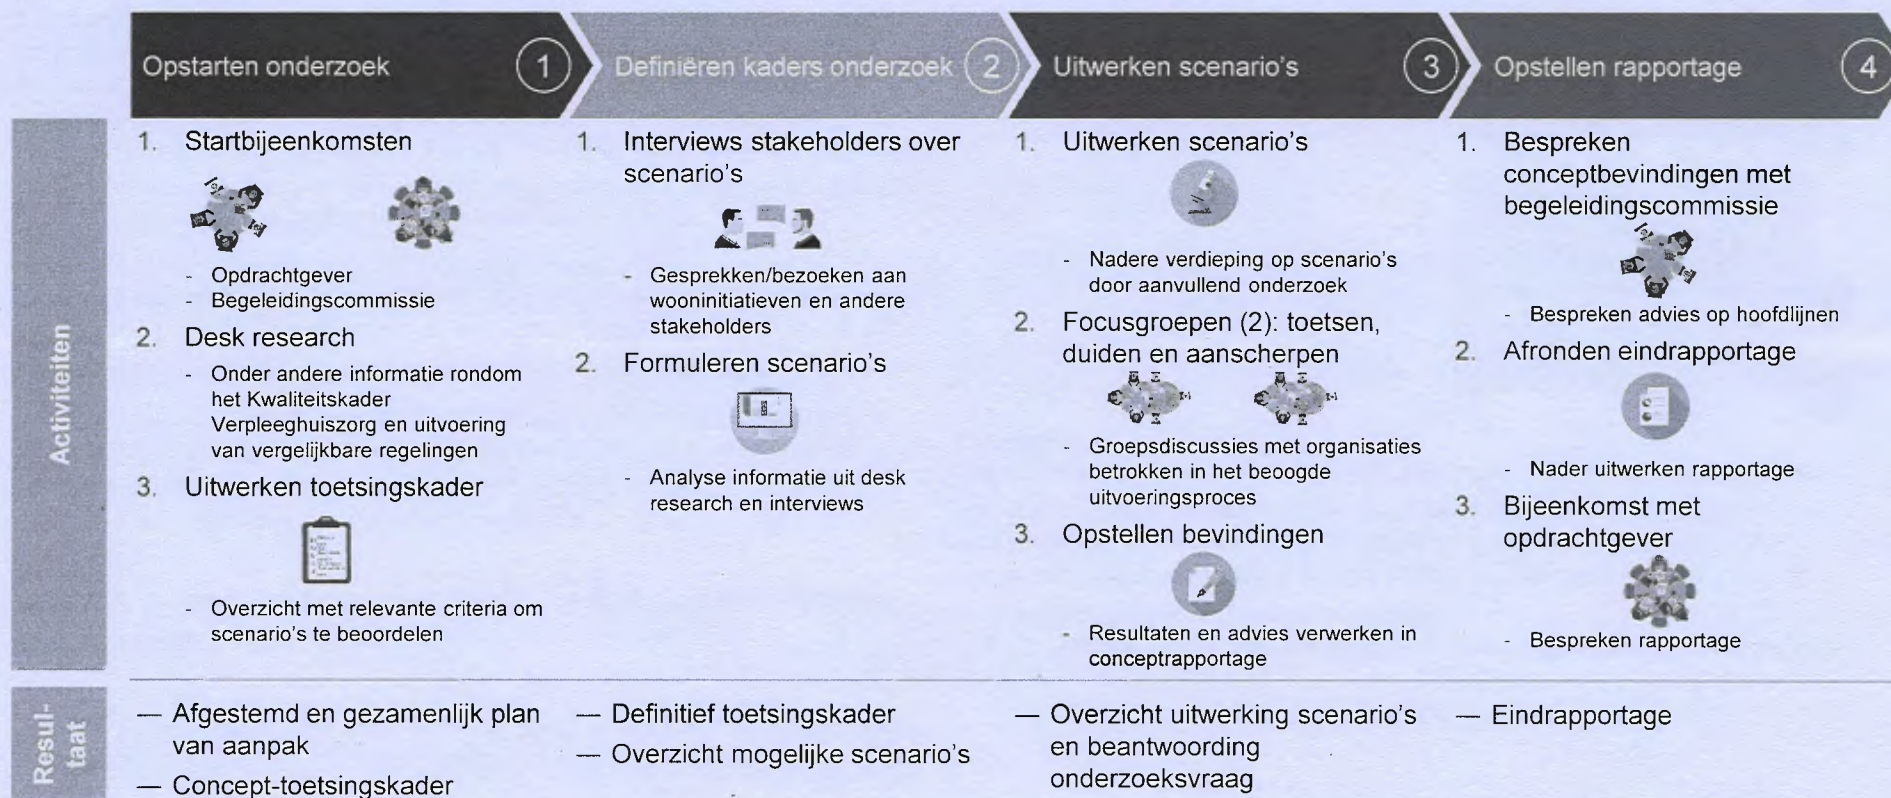 Opstarten onderzoek
1
Definiëren kaders onderzoek
2
Uitwerken scenario's
3
Opstellen rapportage
4
Activiteiten
1. Startbijeenkomsten
- Opdrachtgever
- Begeleidingscommissie
2. Desk research
- Onder andere informatie rondom
het Kwaliteitskader
Verpleeghuiszorg en uitvoering
van vergelijkbare regelingen
3. Uitwerken toetsingskader
- Overzicht met relevante criteria om
scenario's te beoordelen
1. Interviews stakeholders over
scenario's
- Gesprekken/bezoeken aan
wooninitiatieven en andere
stakeholders
2. Formuleren scenario's
- Analyse informatie uit desk
research en interviews
1. Uitwerken scenario's
- Nadere verdieping op scenario's
door aanvullend onderzoek
2. Focusgroepen (2): toetsen,
duiden en aanscherpen
- Groepsdiscussies met organisaties
betrokken in het beoogde
uitvoeringsproces
3. Opstellen bevindingen
- Resultaten en advies verwerken in
conceptrapportage
1. Bespreken
conceptbevindingen met
begeleidingscommissie
- Bespreken advies op hoofdlijnen
2. Afronden eindrapportage
- Nader uitwerken rapportage
3. Bijeenkomst met
opdrachtgever
- Bespreken rapportage
Resul-
taat
— Afgestemd en gezamenlijk plan
van aanpak
— Concept-toetsingskader
— Definitief toetsingskader
— Overzicht mogelijke scenario's
— Overzicht uitwerking scenario's
en beantwoording
onderzoeksvraag
— Eindrapportage